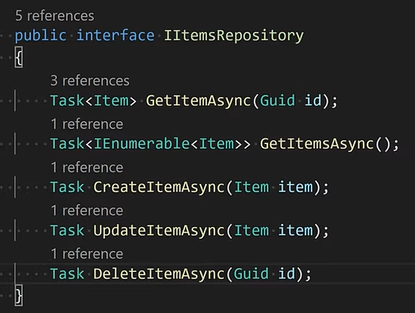 5 references
public interface IItemsRepository
{
3 references
Task<Item> GetItemAsync(Guid id);
1 reference
Task<IEnumerable<Item>> GetItemsAsync();
1 reference
Task CreateItemAsync(Item item);
1 reference
Task UpdateItemAsync(Item item);
1 reference
Task DeleteItemAsync(Guid id);
}